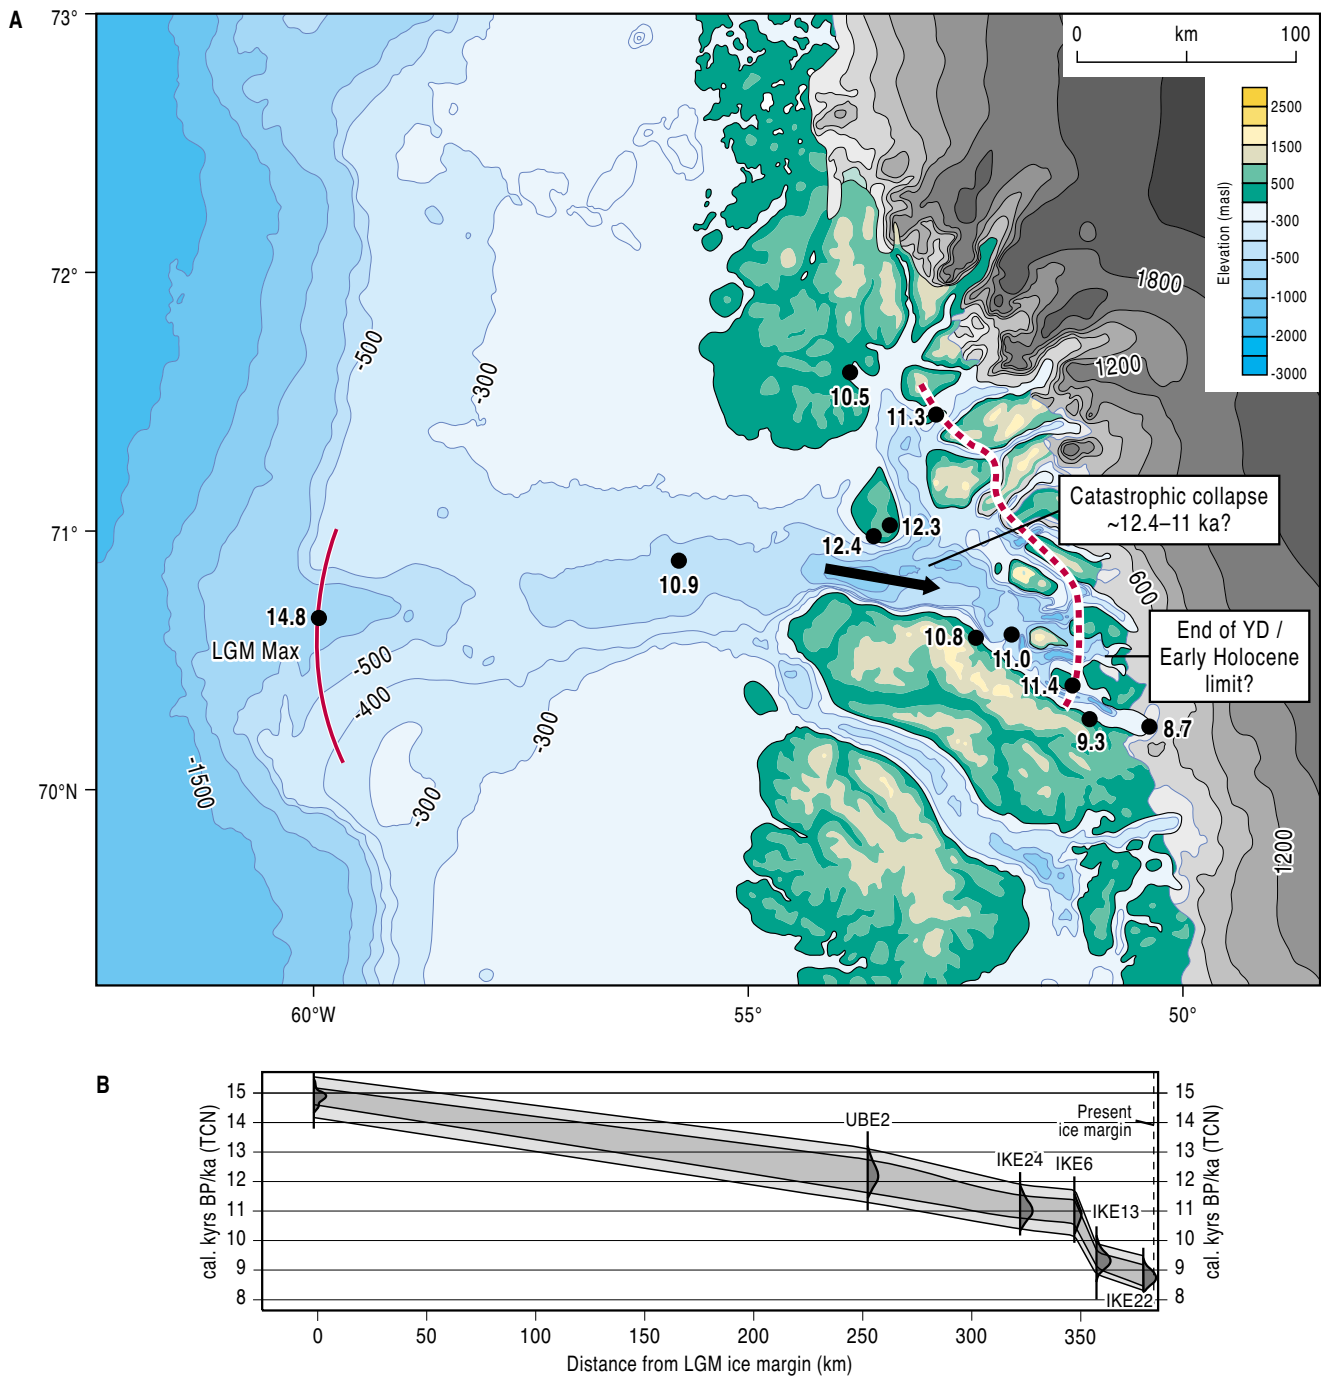 A
73°
72°
71°
70°N
60°W
55°
50°
0 km 100
Elevation (masl)
2500
1500
500
-300
-500
-1000
-2000
-3000
1800
1200
600
1200
-500
-300
-500
-400
-300
-300
-1500
10.5
11.3
12.3
12.4
10.9
14.8
LGM Max
10.8
11.0
11.4
9.3
8.7
Catastrophic collapse
~12.4–11 ka?
End of YD /
Early Holocene
limit?
B
cal. kyrs BP/ka (TCN)
15
14
13
12
11
10
9
8
UBE2
IKE24
IKE6
IKE13
IKE22
Present
ice margin
15
14
13
12
11
10
9
8
cal. kyrs BP/ka (TCN)
0 50 100 150 200 250 300 350
Distance from LGM ice margin (km)